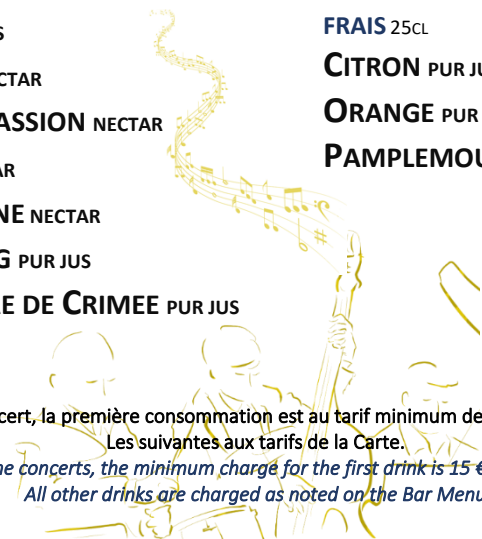 S
CTAR
ASSION NECTAR
AR
NE NECTAR
G PUR JUS
E DE CRIMEE PUR JUS
FRAIS 25CL
CITRON PUR JU
ORANGE PUR
PAMPLEMOU
cert, la première consommation est au tarif minimum de
Les suivantes aux tarifs de la Carte.
he concerts, the minimum charge for the first drink is 15 €
All other drinks are charged as noted on the Bar Menu